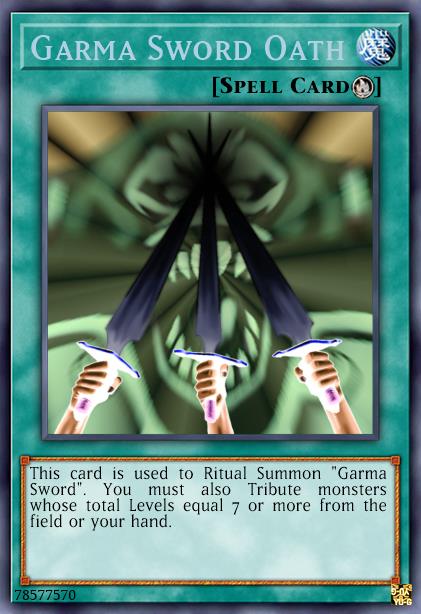 GARMA SWORD OATH 魔
[SPELL CARD]
This card is used to Ritual Summon "Garma
Sword". You must also Tribute monsters
whose total Levels equal 7 or more from the
field or your hand.
78577570